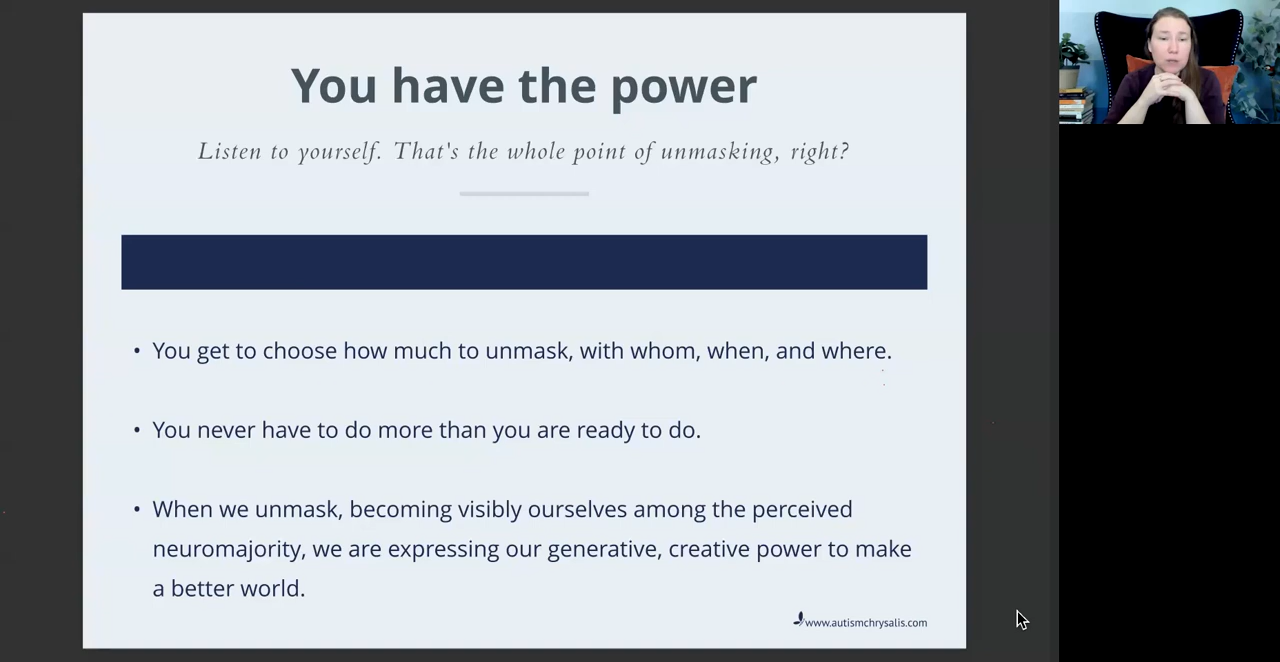 You have the power
Listen to yourself. That's the whole point of unmasking, right?
• You get to choose how much to unmask, with whom, when, and where.
• You never have to do more than you are ready to do.
• When we unmask, becoming visibly ourselves among the perceived
neuromajority, we are expressing our generative, creative power to make
a better world.
www.autismchrysalis.com